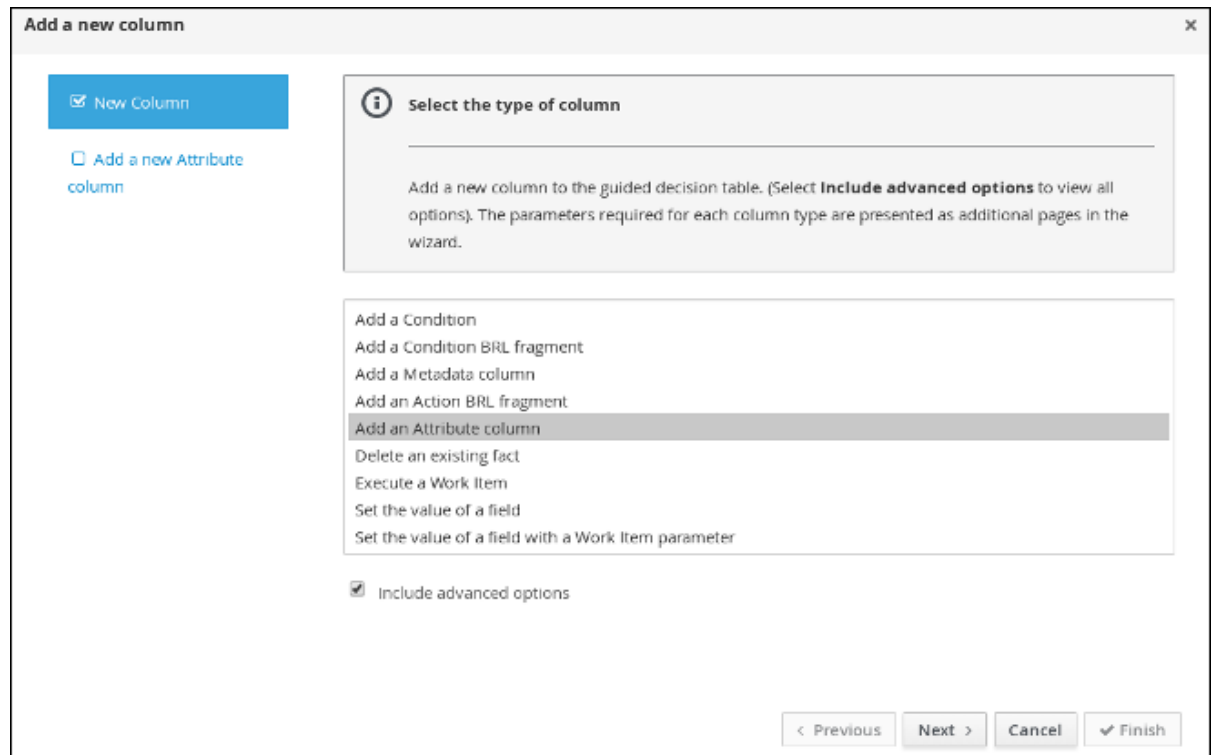 Add a new column
New Column
Add a new Attribute
column
Select the type of column
Add a new column to the guided decision table. (Select Include advanced options to view all
options). The parameters required for each column type are presented as additional pages in the
wizard.
Add a Condition
Add a Condition BRL fragment
Add a Metadata column
Add an Action BRL fragment
Add an Attribute column
Delete an existing fact
Execute a Work Item
Set the value of a field
Set the value of a field with a Work Item parameter
Include advanced options
< Previous Next > Cancel Finish